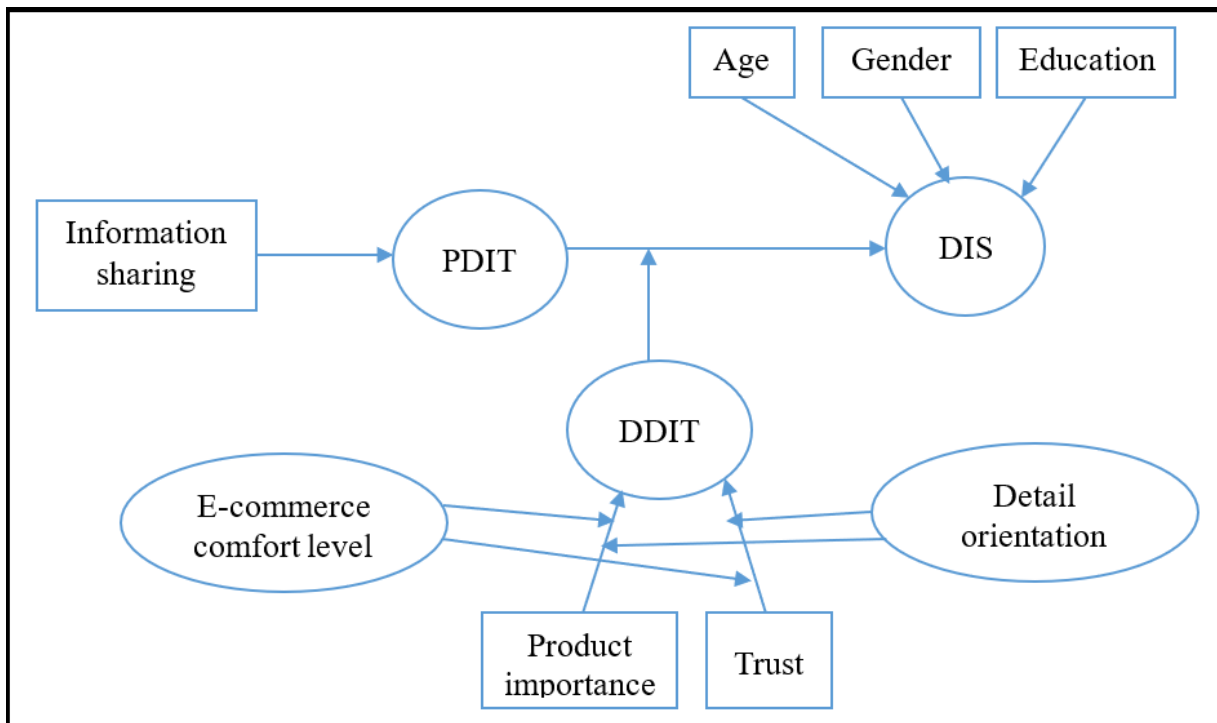 Age
Gender
Education
Information
sharing
PDIT
DIS
DDIT
E-commerce
comfort level
Detail
orientation
Product
importance
Trust